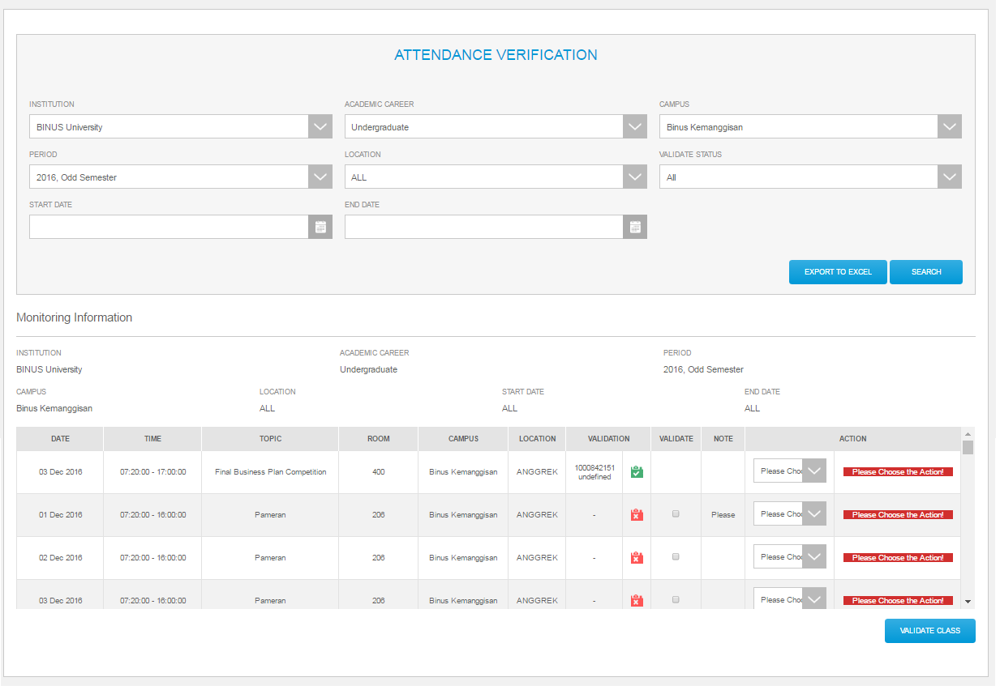 ATTENDANCE VERIFICATION
INSTITUTION ACADEMIC CAREER CAMPUS
BINUS University Undergraduate Binus Kemanggisan
PERIOD LOCATION VALIDATE STATUS
2016, Odd Semester ALL All
START DATE END DATE
EXPORT TO EXCEL SEARCH
Monitoring Information
INSTITUTION ACADEMIC CAREER PERIOD
BINUS University Undergraduate 2016, Odd Semester
CAMPUS LOCATION START DATE END DATE
Binus Kemanggisan ALL ALL ALL
DATE TIME TOPIC ROOM CAMPUS LOCATION VALIDATION VALIDATE NOTE ACTION
03 Dec 2016 07:20:00 - 17:00:00 Final Business Plan Competition 400 Binus Kemanggisan ANGGREK 1000842151 undefined Please Choo Please Choose the Action!
01 Dec 2016 07:20:00 - 16:00:00 Pameran 206 Binus Kemanggisan ANGGREK - Please Please Choo Please Choose the Action!
02 Dec 2016 07:20:00 - 16:00:00 Pameran 206 Binus Kemanggisan ANGGREK - Please Choo Please Choose the Action!
03 Dec 2016 07:20:00 - 16:00:00 Pameran 206 Binus Kemanggisan ANGGREK - Please Choo Please Choose the Action!
VALIDATE CLASS